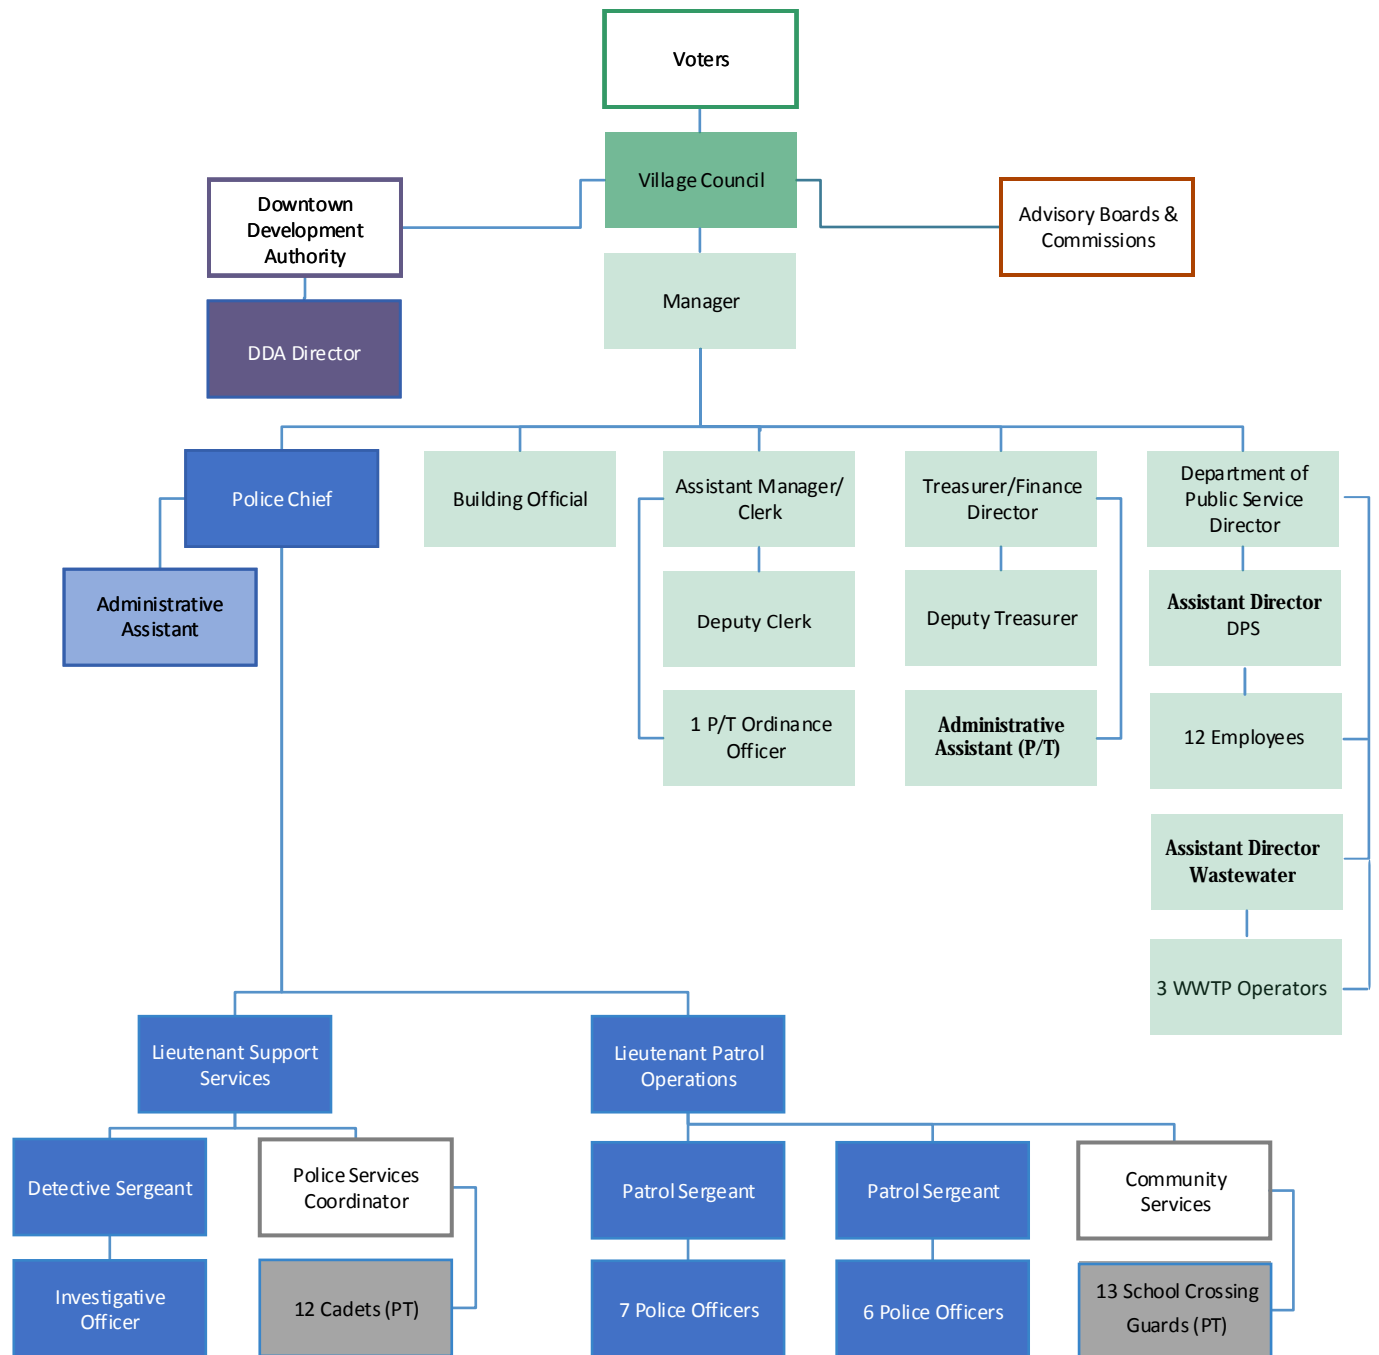 Voters
Village Council
Downtown
Development
Authority
Advisory Boards &
Commissions
Manager
DDA Director
Police Chief
Building Official
Assistant Manager/
Clerk
Treasurer/Finance
Director
Department of
Public Service
Director
Administrative
Assistant
Deputy Clerk
Deputy Treasurer
Assistant Director
DPS
1 P/T Ordinance
Officer
Administrative
Assistant (P/T)
12 Employees
Assistant Director
Wastewater
3 WWTP Operators
Lieutenant Support
Services
Lieutenant Patrol
Operations
Detective Sergeant
Police Services
Coordinator
Patrol Sergeant
Patrol Sergeant
Community
Services
Investigative
Officer
12 Cadets (PT)
7 Police Officers
6 Police Officers
13 School Crossing
Guards (PT)